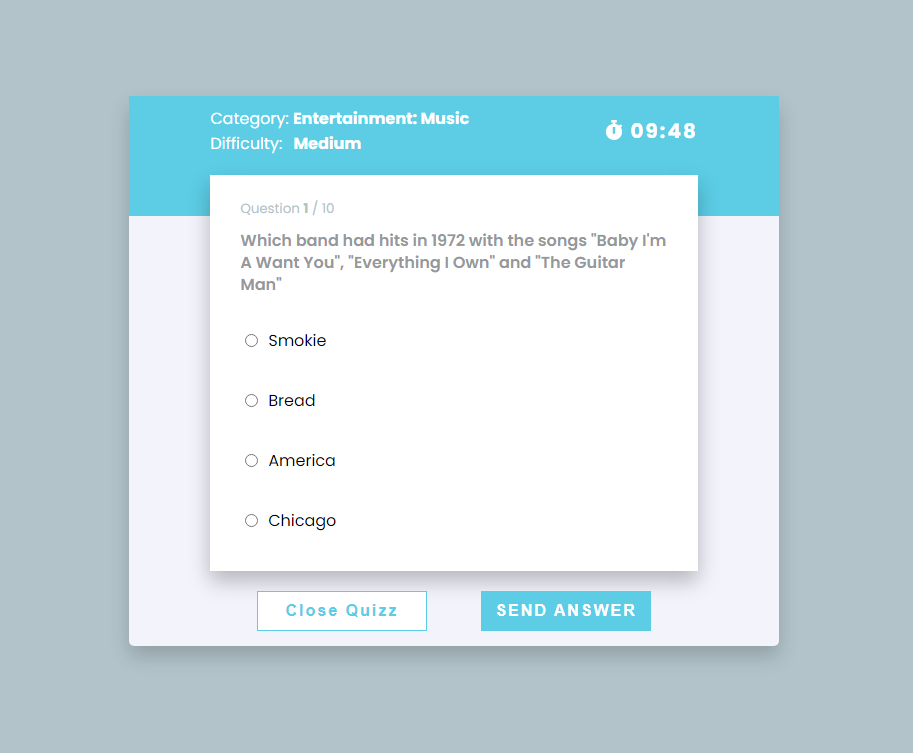 Category: Entertainment: Music
Difficulty: Medium
09:48
Question 1 / 10
Which band had hits in 1972 with the songs "Baby I'm
A Want You", "Everything I Own" and "The Guitar
Man"
Smokie
Bread
America
Chicago
Close Quizz
SEND ANSWER